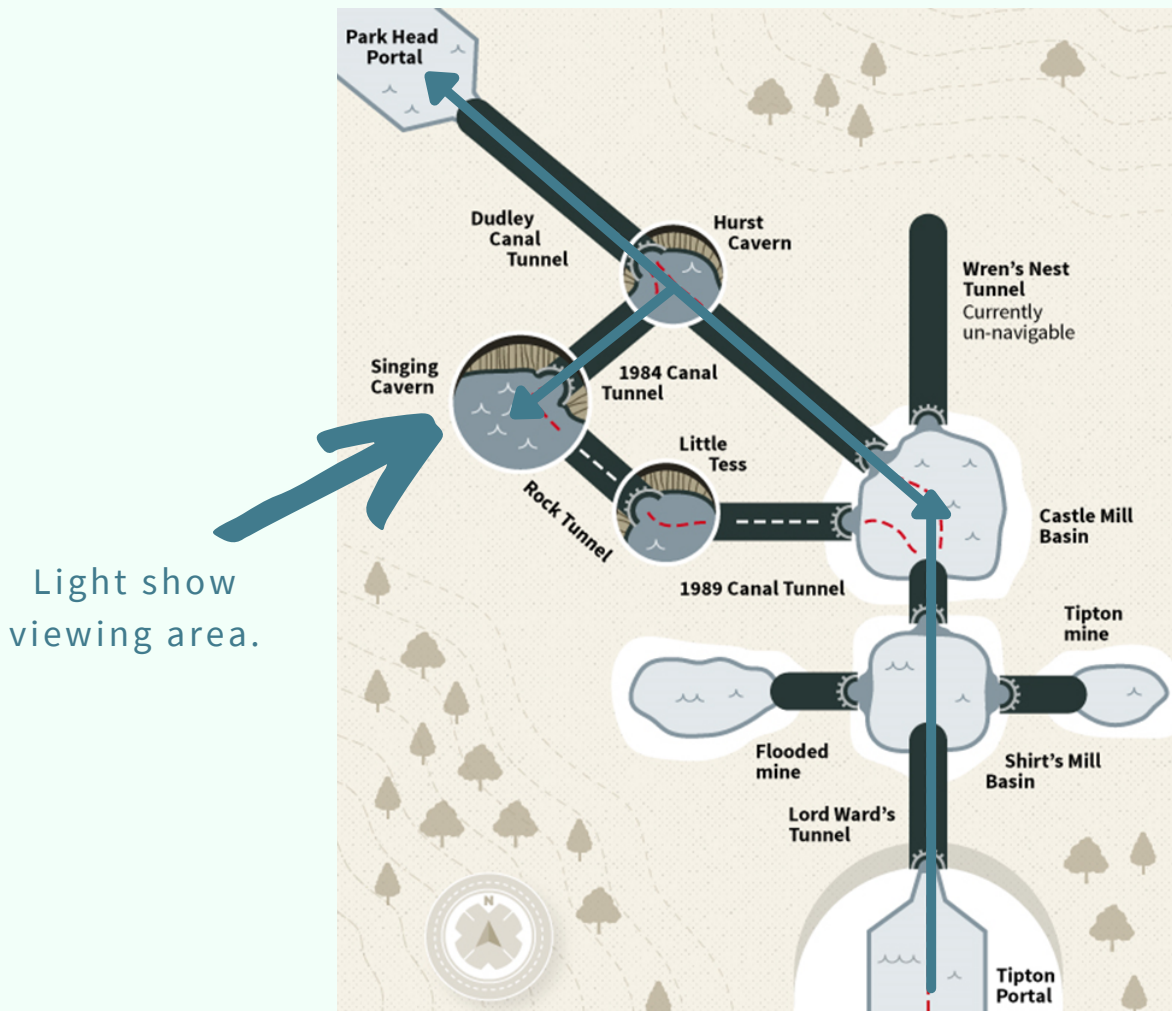 Park Head
Portal
Dudley
Canal
Tunnel
Hurst
Cavern
Wren's Nest
Tunnel
Currently
un-navigable
Singing
Cavern
1984 Canal
Tunnel
Little
Tess
Rock Tunnel
Castle Mill
Basin
Light show
viewing area.
1989 Canal Tunnel
Tipton
mine
Flooded
mine
Shirt's Mill
Basin
Lord Ward's
Tunnel
N
Tipton
Portal